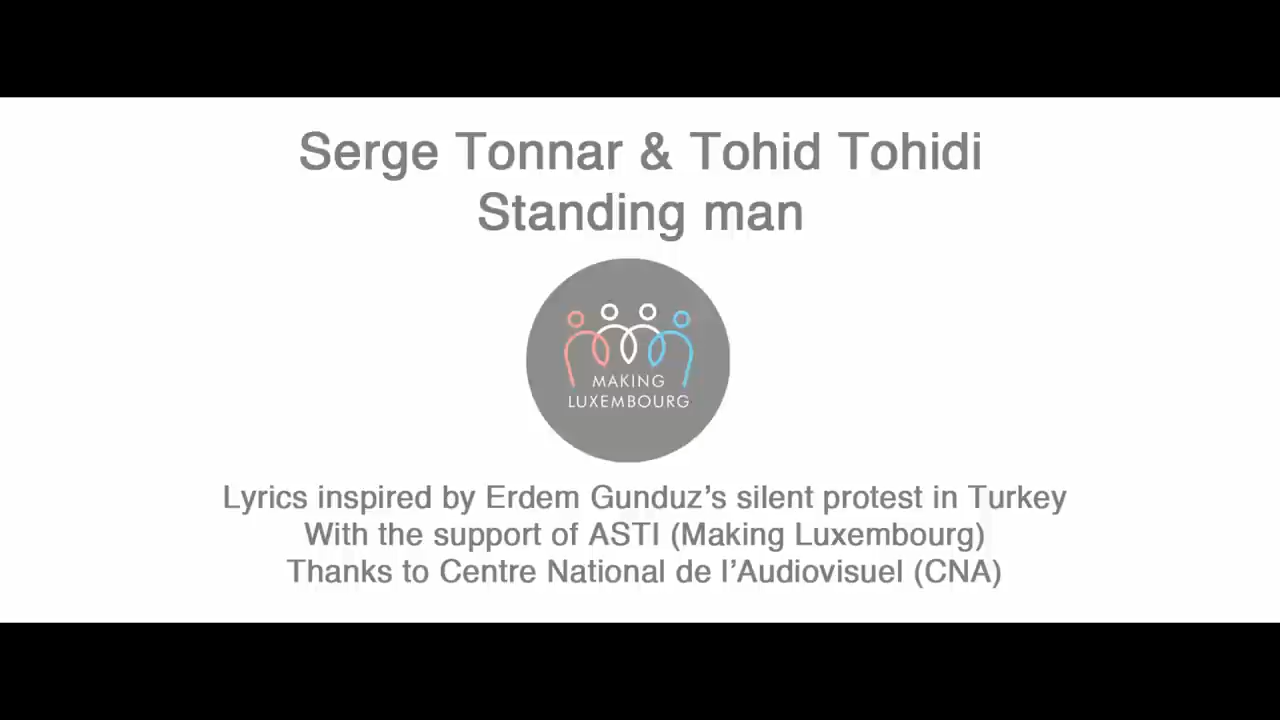 Serge Tonnar & Tohid Tohidi
Standing man
MAKING
LUXEMBOURG
Lyrics inspired by Erdem Gunduz’s silent protest in Turkey
With the support of ASTI (Making Luxembourg)
Thanks to Centre National de l’Audiovisuel (CNA)